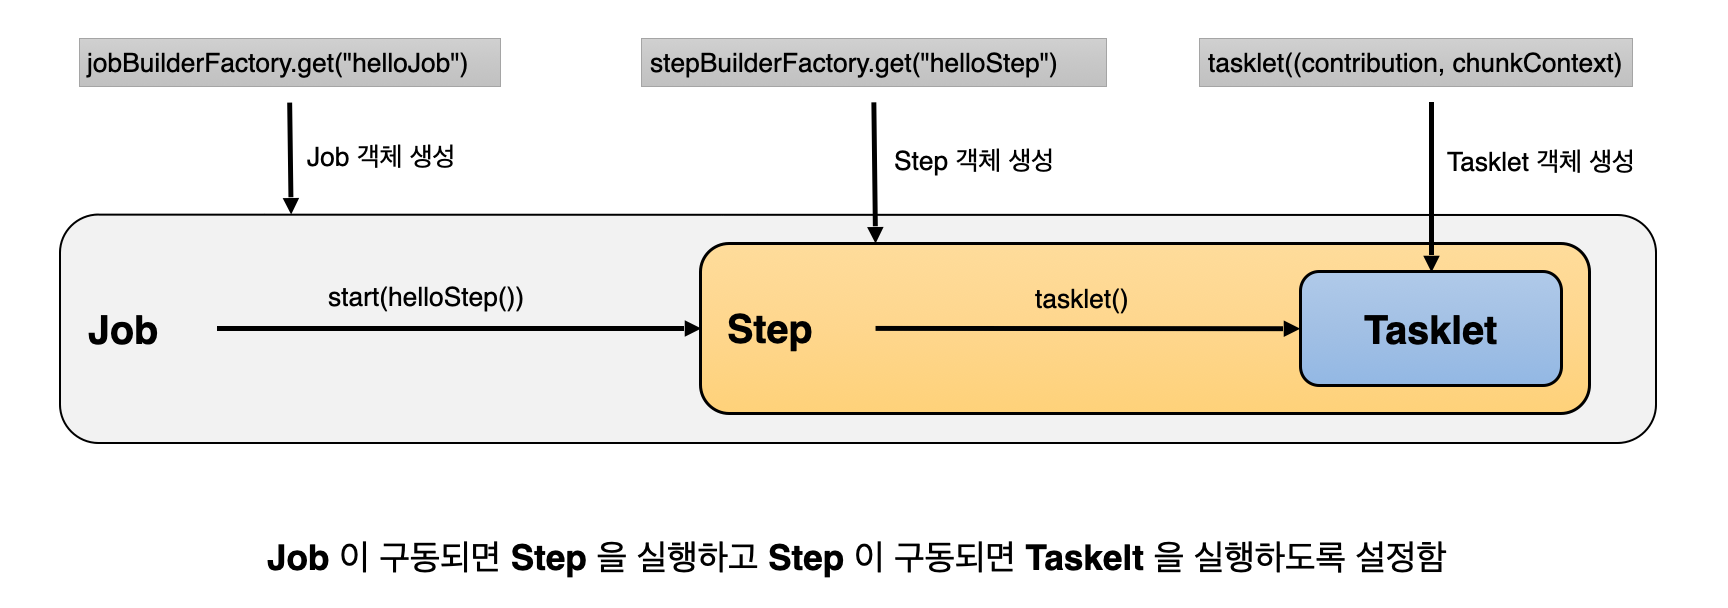 jobBuilderFactory.get("helloJob")
stepBuilderFactory.get("helloStep")
tasklet((contribution, chunkContext)
Job 객체 생성
Step 객체 생성
Tasklet 객체 생성
Job
start(helloStep())
Step
tasklet()
Tasklet
Job 이 구동되면 Step 을 실행하고 Step 이 구동되면 Taskelt 을 실행하도록 설정함